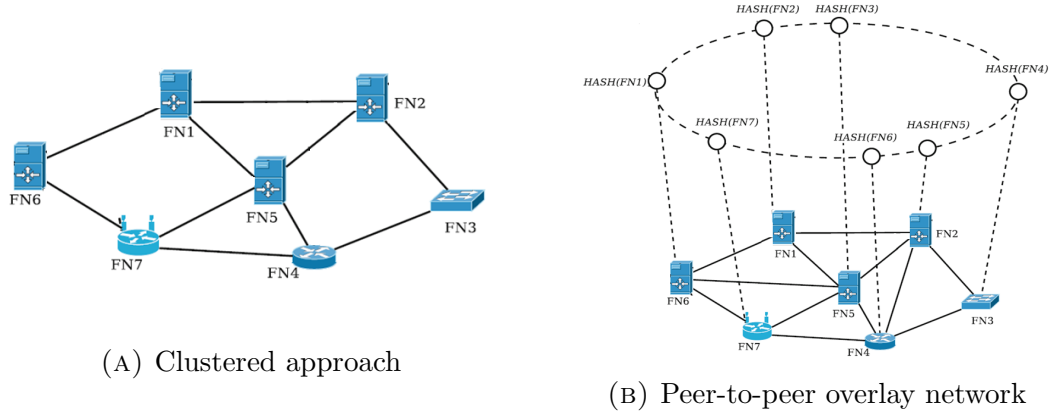 FN1
FN2
FN6
FN5
FN3
FN7
FN4
(A) Clustered approach
HASH(FN2)
HASH(FN3)
HASH(FN1)
HASH(FN4)
HASH(FN7)
HASH(FN6)
HASH(FN5)
FN1
FN2
FN6
FN5
FN3
FN7
FN4
(B) Peer-to-peer overlay network